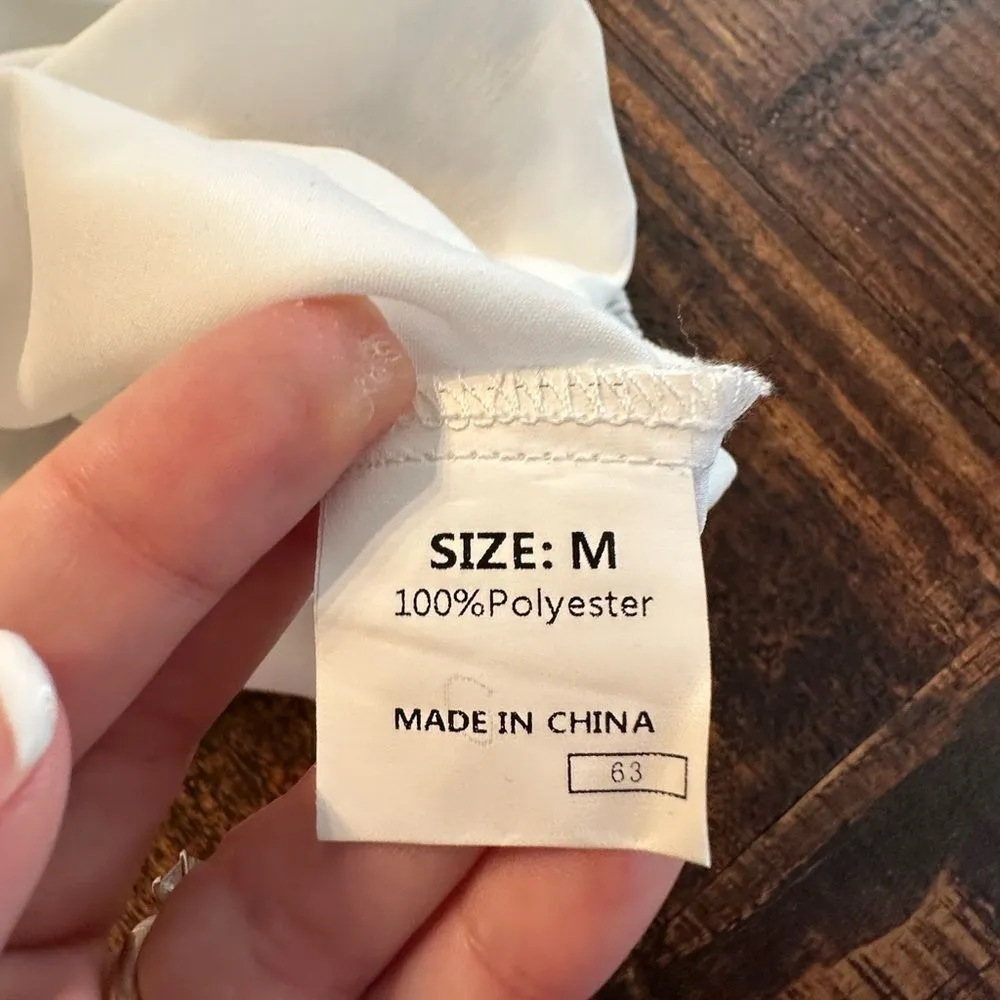 SIZE: M
100%Polyester
MADE IN CHINA
63